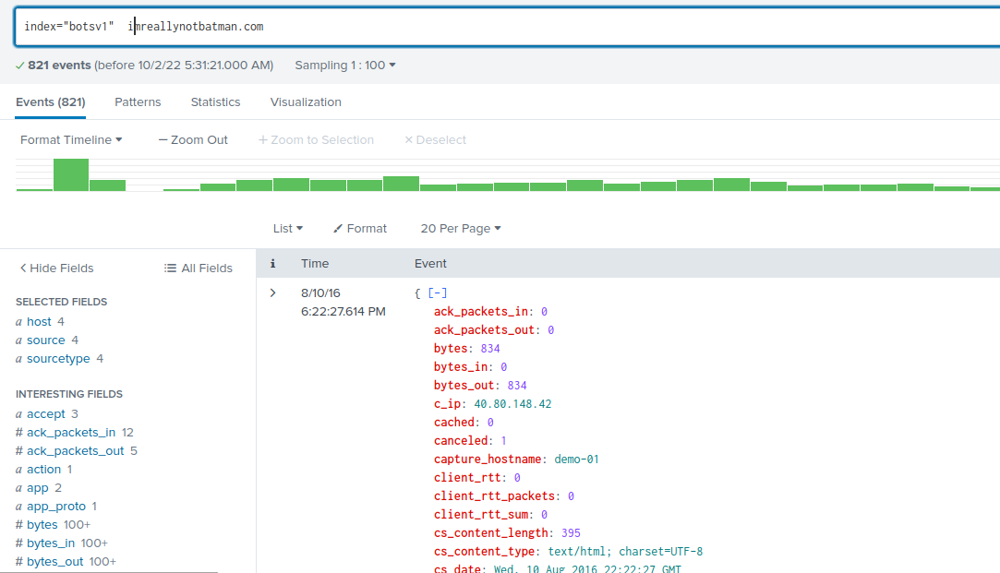 index="botsv1"  imreallynotbatman.com
✓ 821 events (before 10/2/22 5:31:21.000 AM) Sampling 1 : 100
Events (821) Patterns Statistics Visualization
Format Timeline — Zoom Out + Zoom to Selection × Deselect
List Format 20 Per Page
< Hide Fields All Fields
i Time Event
SELECTED FIELDS
a host 4
a source 4
a sourcetype 4
INTERESTING FIELDS
a accept 3
# ack_packets_in 12
# ack_packets_out 5
a action 1
a app 2
a app_proto 1
# bytes 100+
# bytes_in 100+
# bytes_out 100+
> 8/10/16
6:22:27.614 PM
{ [-]
ack_packets_in: 0
ack_packets_out: 0
bytes: 834
bytes_in: 0
bytes_out: 834
c_ip: 40.80.148.42
cached: 0
canceled: 1
capture_hostname: demo-01
client_rtt: 0
client_rtt_packets: 0
client_rtt_sum: 0
cs_content_length: 395
cs_content_type: text/html; charset=UTF-8
cs_date: Wed, 10 Aug 2016 22:22:27 GMT